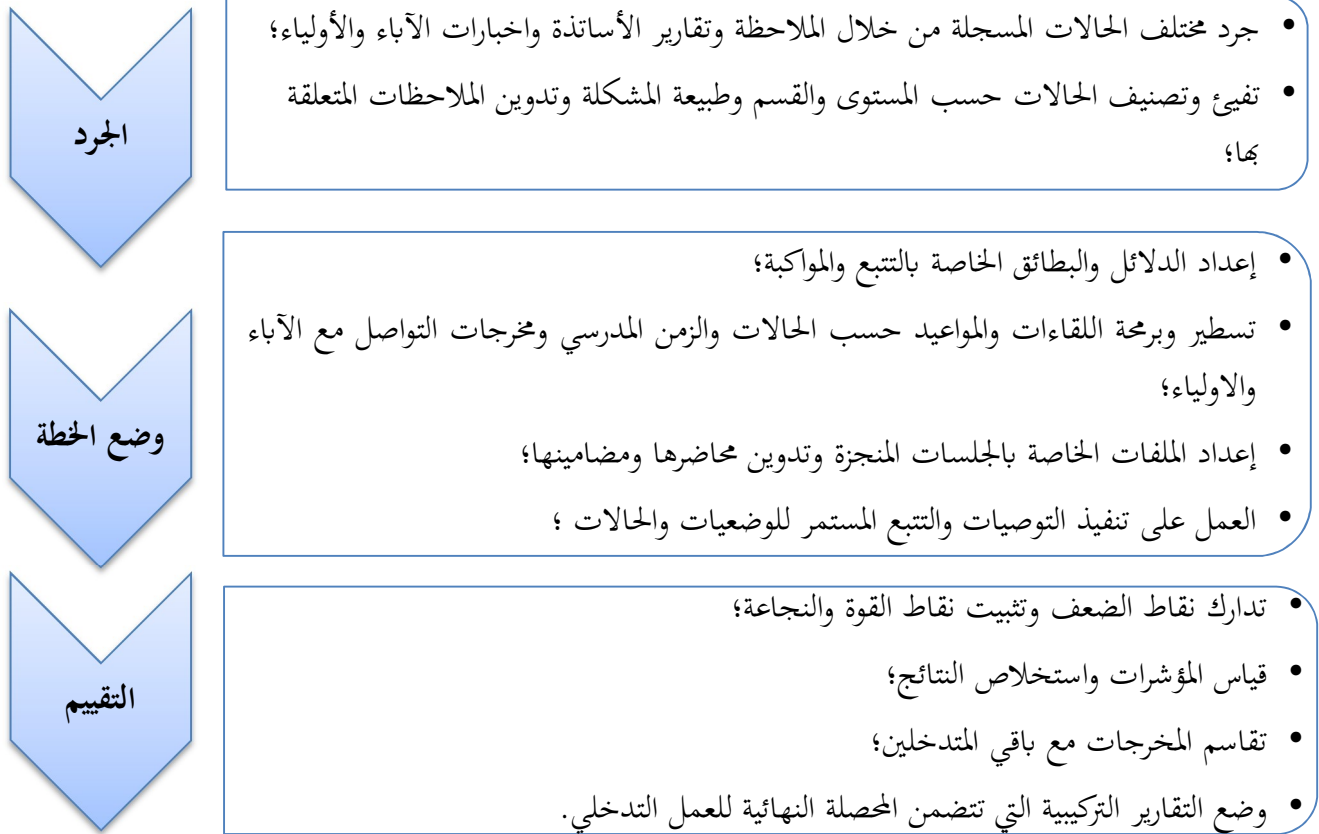 الجرد
• جرد مختلف الحالات المسجلة من خلال الملاحظة وتقارير الأساتذة واخبارات الآباء والأولياء؛
• تفيئ وتصنيف الحالات حسب المستوى والقسم وطبيعة المشكلة وتدوين الملاحظات المتعلقة
بها؛
وضع الخطة
• إعداد الدلائل والبطائق الخاصة بالتتبع والمواكبة؛
• تسطير وبرمجة اللقاءات والمواعيد حسب الحالات والزمن المدرسي ومخرجات التواصل مع الآباء
والاولياء؛
• إعداد الملفات الخاصة بالجلسات المنجزة وتدوين محاضرها ومضامينها؛
• العمل على تنفيذ التوصيات والتتبع المستمر للوضعيات والحالات ؛
التقييم
• تدارك نقاط الضعف وتثبيت نقاط القوة والنجاعة؛
• قياس المؤشرات واستخلاص النتائج؛
• تقاسم المخرجات مع باقي المتدخلين؛
• وضع التقارير التركيبية التي تتضمن المحصلة النهائية للعمل التدخلي.